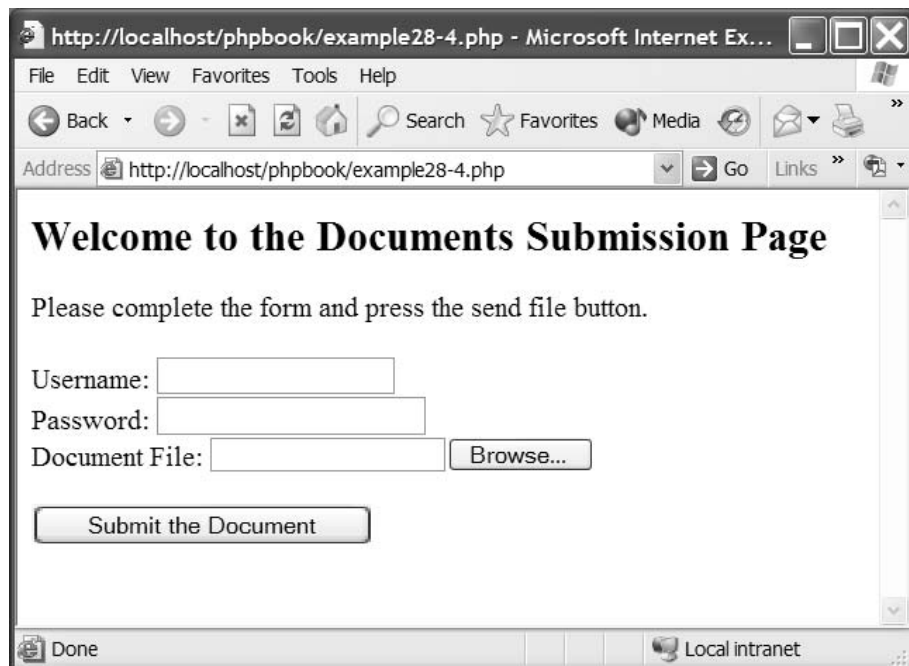 http://localhost/phpbook/example28-4.php - Microsoft Internet Ex...
File Edit View Favorites Tools Help
Back Search Favorites Media »
Address http://localhost/phpbook/example28-4.php Go Links »
Welcome to the Documents Submission Page
Please complete the form and press the send file button.
Username:
Password:
Document File: Browse...
Submit the Document
Done Local intranet